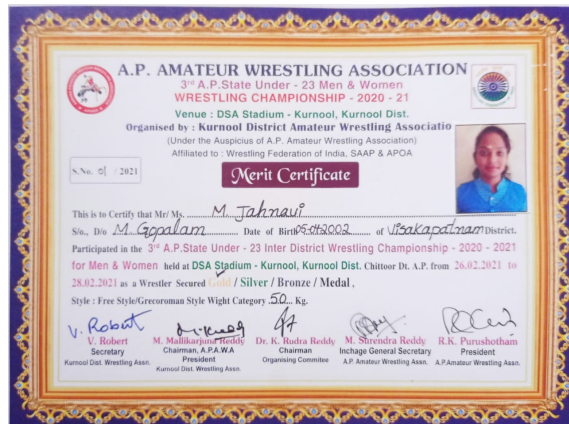 A.P. AMATEUR WRESTLING ASSOCIATION
3rd A.P.State Under - 23 Men & Women
WRESTLING CHAMPIONSHIP - 2020 - 21
Venue : DSA Stadium - Kurnool, Kurnool Dist.
Organised by : Kurnool District Amateur Wrestling Associatio
(Under the Auspicius of A.P. Amateur Wrestling Association)
Affiliated to : Wrestling Federation of India, SAAP & APOA
S.No. 01 / 2021
Merit Certificate
This is to Certify that Mr/ Ms. M. Jahnavi
S/o., D/o M. Gopalam Date of Birth 05-04-2002 of Visakapatnam District.
Participated in the 3rd A.P.State Under - 23 Inter District Wrestling Championship - 2020 - 2021
for Men & Women held at DSA Stadium - Kurnool, Kurnool Dist. Chittoor Dt. A.P. from 26.02.2021 to
28.02.2021 as a Wrestler Secured Gold / Silver / Bronze / Medal.
Style : Free Style/Grecoroman Style Wight Category 50 Kg.
V. Robert
V. Robert M. Mallikarjuna Reddy Dr. K. Rudra Reddy M. Surendra Reddy R.K. Purushotham
Secretary Chairman, A.P.A.W.A Chairman Inchage General Secretary President
Kurnool Dist. Wrestling Assn. President Organising Commitee A.P. Amateur Wrestling Assn. A.P.Amateur Wrestling Assn.
Kurnool Dist. Wrestling Assn.